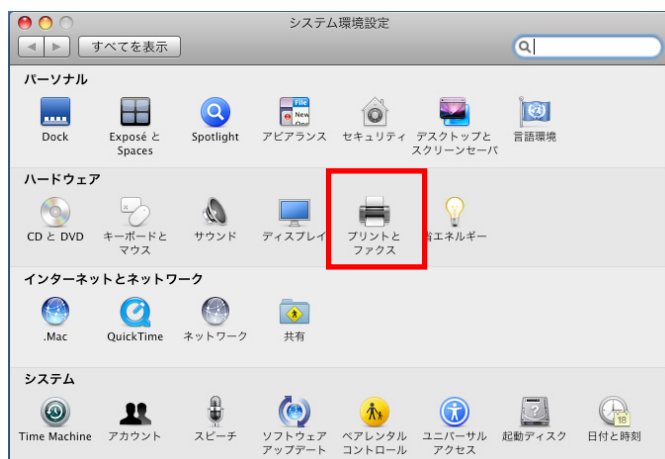 システム環境設定
すべてを表示
パーソナル
Dock
Exposé と
Spaces
Spotlight
File
New
アピアランス
セキュリティ
デスクトップと
スクリーンセーバ
言語環境
ハードウェア
CD と DVD
キーボードと
マウス
サウンド
ディスプレイ
プリントと
ファクス
省エネルギー
インターネットとネットワーク
.Mac
QuickTime
ネットワーク
共有
システム
Time Machine
アカウント
スピーチ
ソフトウェア
アップデート
ペアレンタル
コントロール
ユニバーサル
アクセス
?
起動ディスク
18
日付と時刻